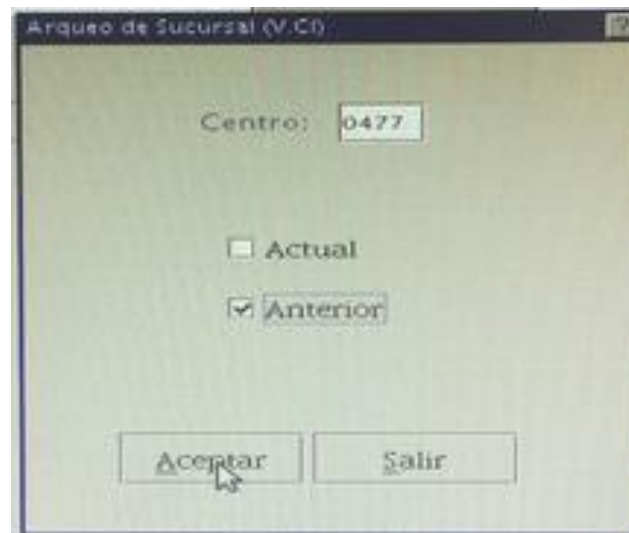 Arqueo de Sucursal (V.CI)
Centro: 0477
Actual
Anterior
Aceptar Salir